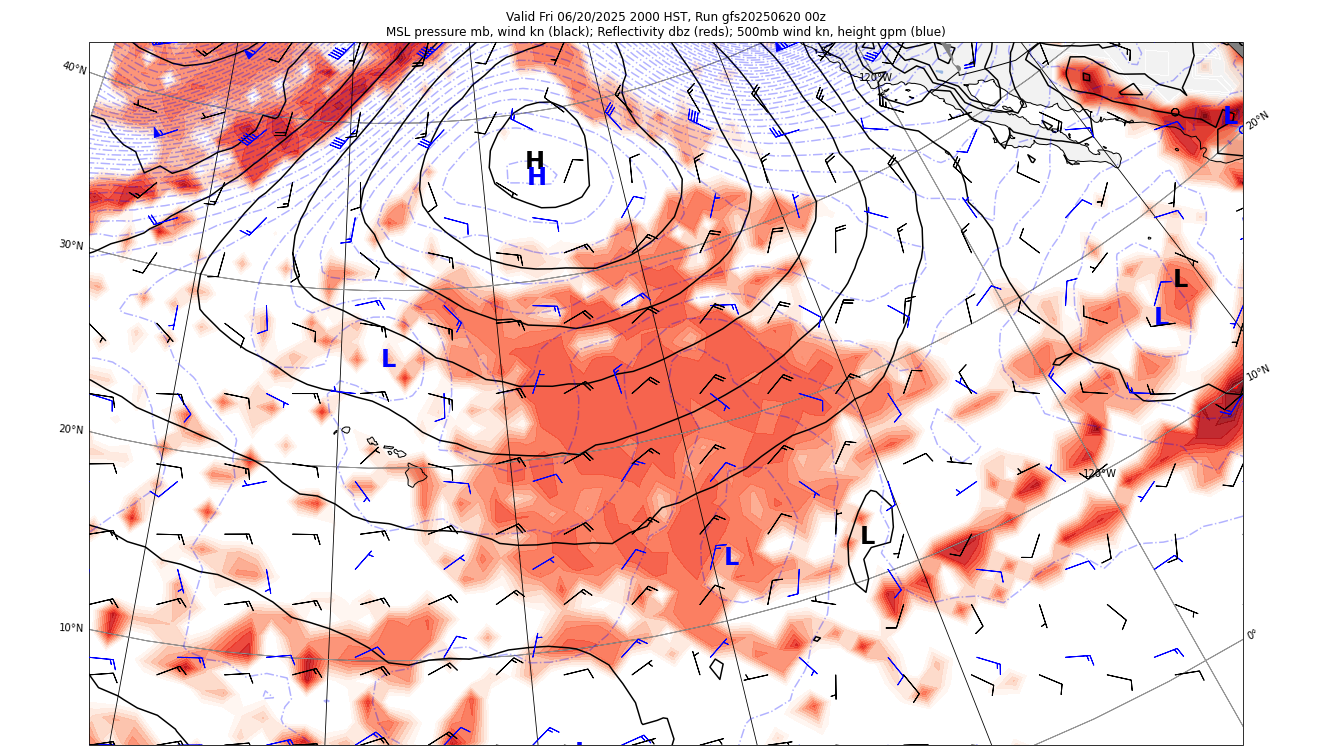 Valid Fri 06/20/2025 2000 HST, Run gfs20250620 00z
MSL pressure mb, wind kn (black); Reflectivity dbz (reds); 500mb wind kn, height gpm (blue)
40°N
120°W
L
20°N
H
H
30°N
L
L
L
10°N
20°N
120°W
L
L
10°N
0°
L